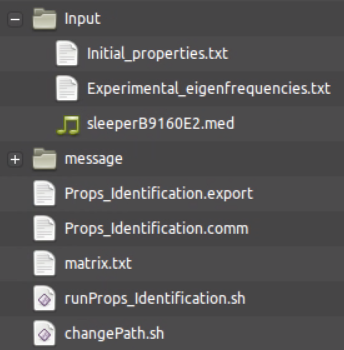 Input
Initial_properties.txt
Experimental_eigenfrequencies.txt
sleeperB9160E2.med
message
Props_Identification.export
Props_Identification.comm
matrix.txt
runProps_Identification.sh
changePath.sh